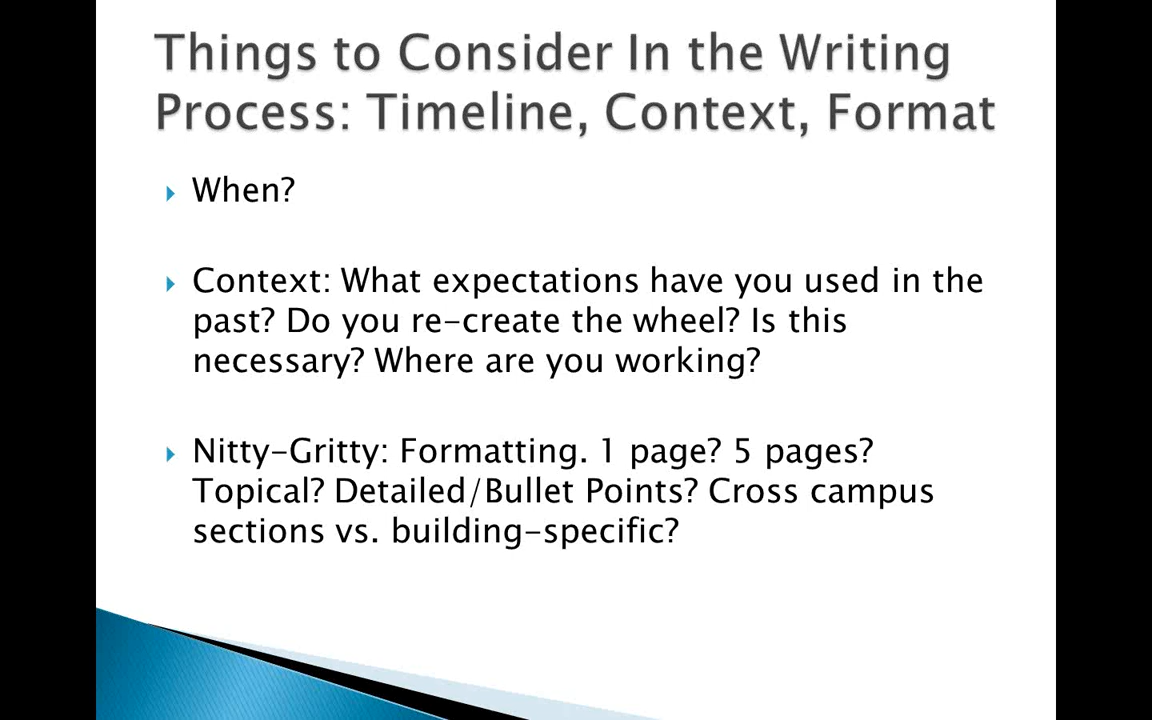 Things to Consider In the Writing
Process: Timeline, Context, Format
When?
Context: What expectations have you used in the
past? Do you re-create the wheel? Is this
necessary? Where are you working?
Nitty-Gritty: Formatting. 1 page? 5 pages?
Topical? Detailed/Bullet Points? Cross campus
sections vs. building-specific?